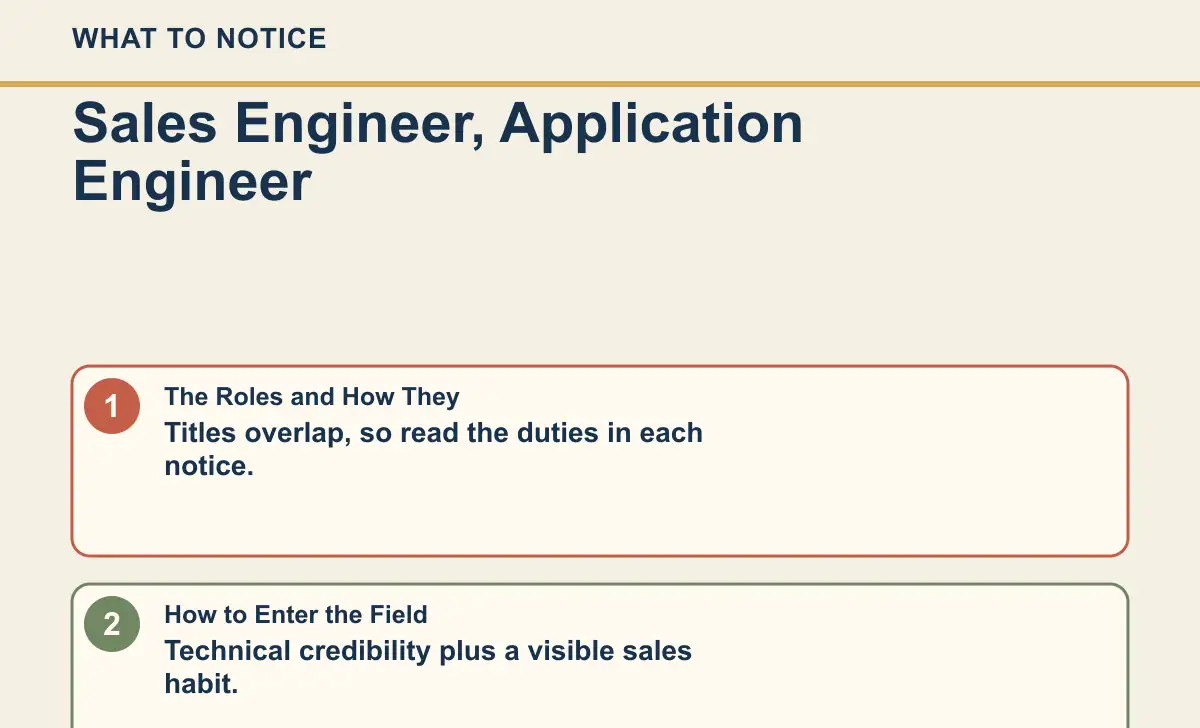 WHAT TO NOTICE
Sales Engineer, Application
Engineer
1
The Roles and How They
Titles overlap, so read the duties in each
notice.
2
How to Enter the Field
Technical credibility plus a visible sales
habit.